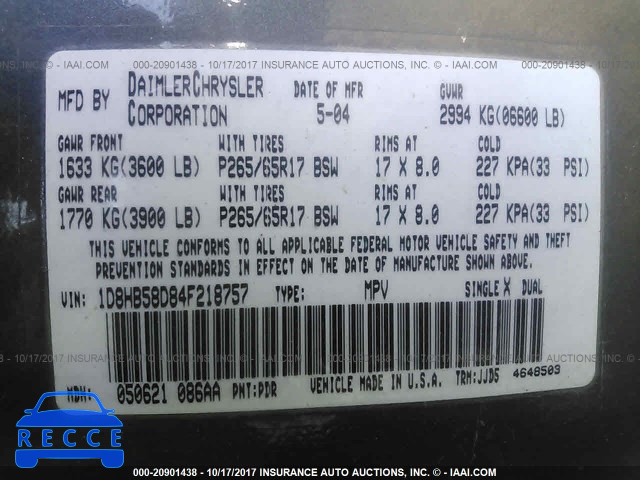 000-20901438 - 10/17/2017 INSURANCE AUTO AUCTIONS, INC. - © IAAI.COM
MFD BY DAIMLERCHRYSLER CORPORATION
DATE OF MFR 5-04
GVWR 2994 KG(06600 LB)
GAWR FRONT WITH TIRES RIMS AT COLD
1633 KG(3600 LB) P265/65R17 BSW 17 X 8.0 227 KPA(33 PSI)
GAWR REAR WITH TIRES RIMS AT COLD
1770 KG(3900 LB) P265/65R17 BSW 17 X 8.0 227 KPA(33 PSI)
THIS VEHICLE CONFORMS TO ALL APPLICABLE FEDERAL MOTOR VEHICLE SAFETY AND THEFT
PREVENTION STANDARDS IN EFFECT ON THE DATE OF MANUFACTURE SHOWN ABOVE.
VIN: 1D8HB58D84F218757 TYPE: MPV SINGLE X DUAL
MDH: 050621 086AA PNT:PDR VEHICLE MADE IN U.S.A. TRM:JJD5 4648503
RECCE
000-20901438 - 10/17/2017 INSURANCE AUTO AUCTIONS, INC. - © IAAI.COM